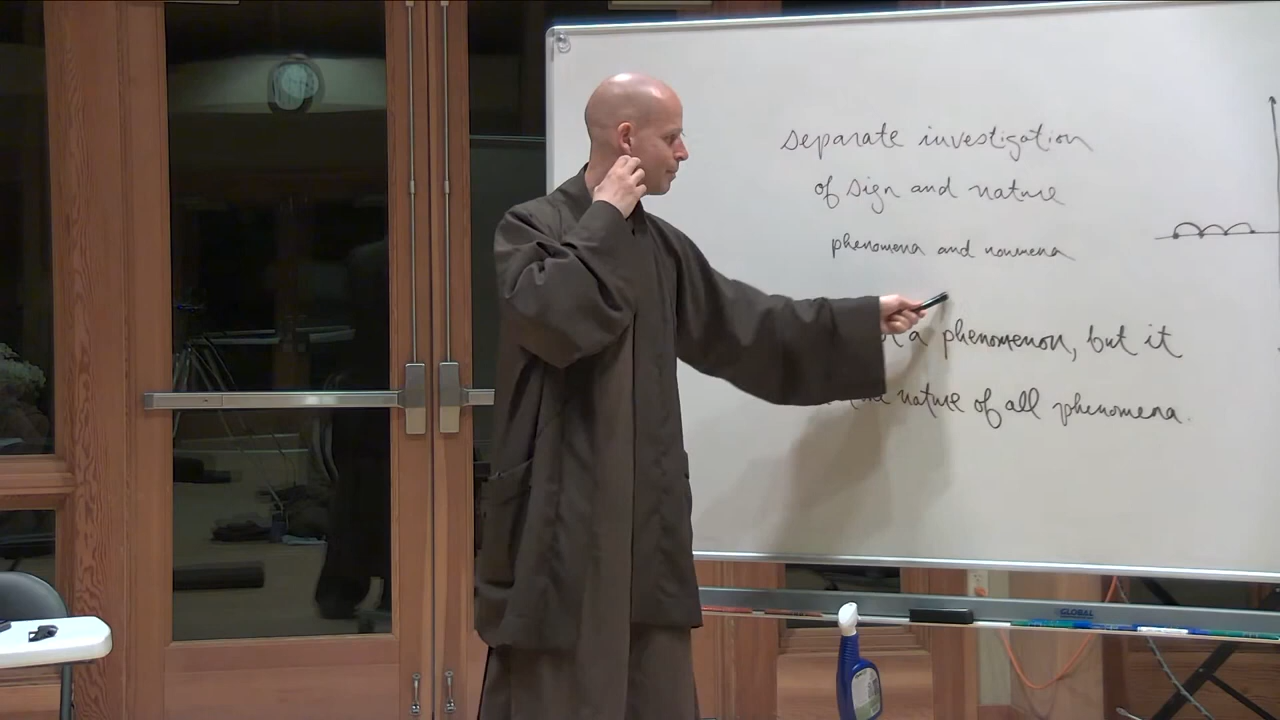 separate investigation
of sign and nature
phenomena and noumena
a phenomenon, but it
nature of all phenomena.
GLOBAL